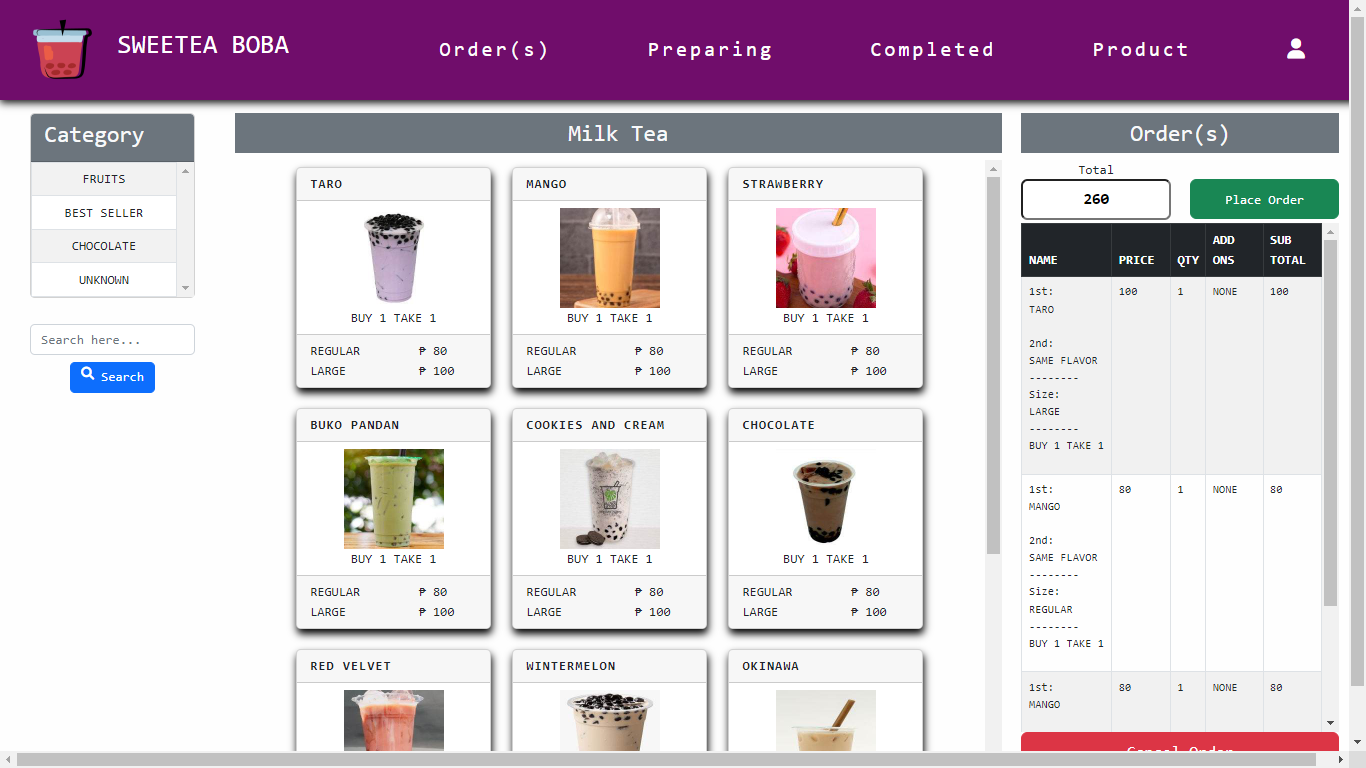 SWEETEA BOBA
Order(s)
Preparing
Completed
Product
Category
FRUITS
BEST SELLER
CHOCOLATE
UNKNOWN
Search here...
Search
Milk Tea
TARO
BUY 1 TAKE 1
REGULAR ₱ 80
LARGE ₱ 100
MANGO
BUY 1 TAKE 1
REGULAR ₱ 80
LARGE ₱ 100
STRAWBERRY
BUY 1 TAKE 1
REGULAR ₱ 80
LARGE ₱ 100
BUKO PANDAN
BUY 1 TAKE 1
REGULAR ₱ 80
LARGE ₱ 100
COOKIES AND CREAM
BUY 1 TAKE 1
REGULAR ₱ 80
LARGE ₱ 100
CHOCOLATE
BUY 1 TAKE 1
REGULAR ₱ 80
LARGE ₱ 100
RED VELVET
WINTERMELON
OKINAWA
Order(s)
Total
260
Place Order
NAME PRICE QTY ADD ONS SUB TOTAL
1st: 100 1 NONE 100
TARO
2nd:
SAME FLAVOR
--------
Size:
LARGE
--------
BUY 1 TAKE 1
1st: 80 1 NONE 80
MANGO
2nd:
SAME FLAVOR
--------
Size:
REGULAR
--------
BUY 1 TAKE 1
1st: 80 1 NONE 80
MANGO
Cancel Order